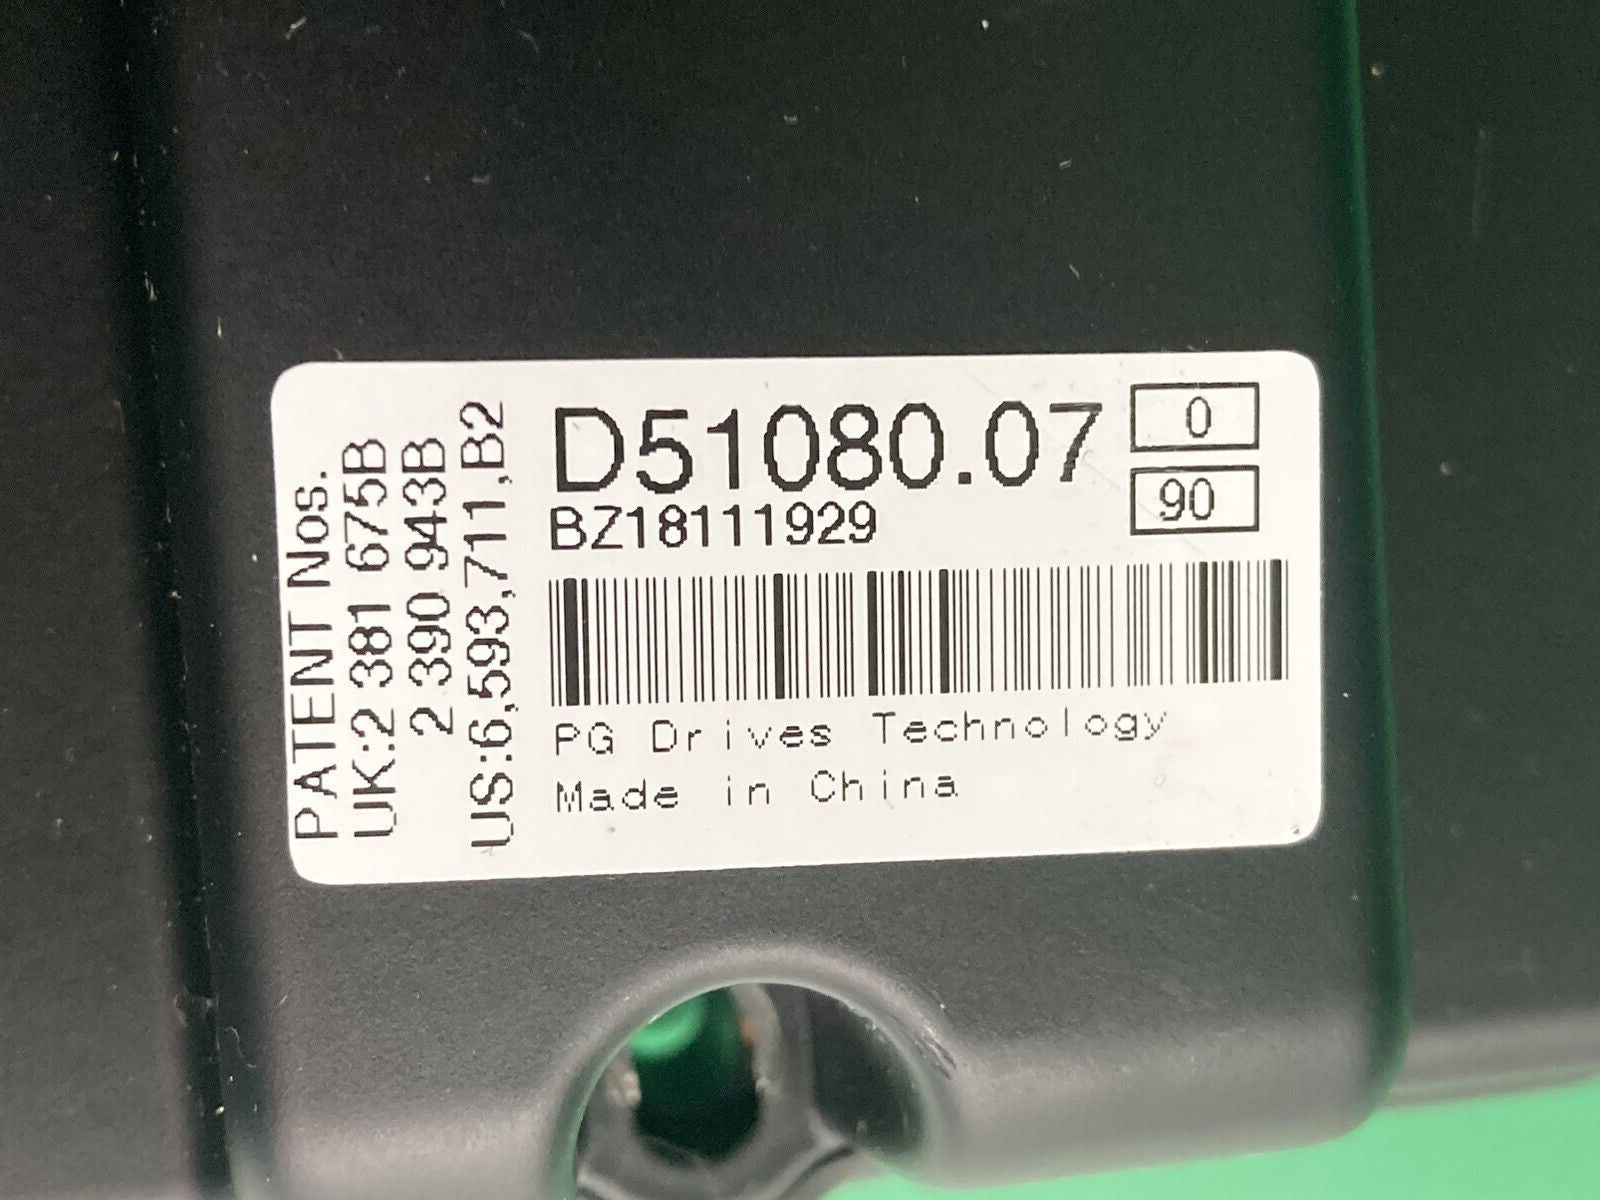 PATENT Nos.
UK:2 381 675B
2 390 943B
US:6,593,711,B2
D51080.07
0
90
BZ18111929
PG Drives Technology
Made in China